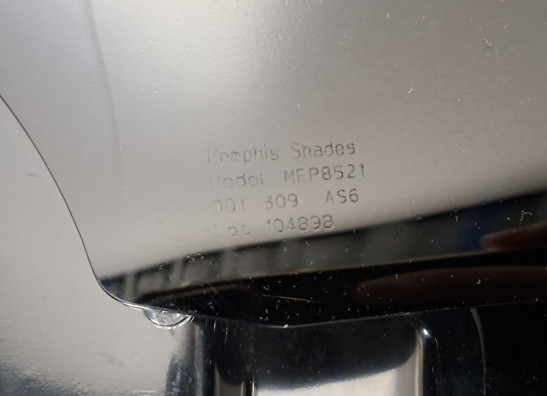 Memphis Shades
Model MEP8521
DOT 309 AS6
Lot 104898